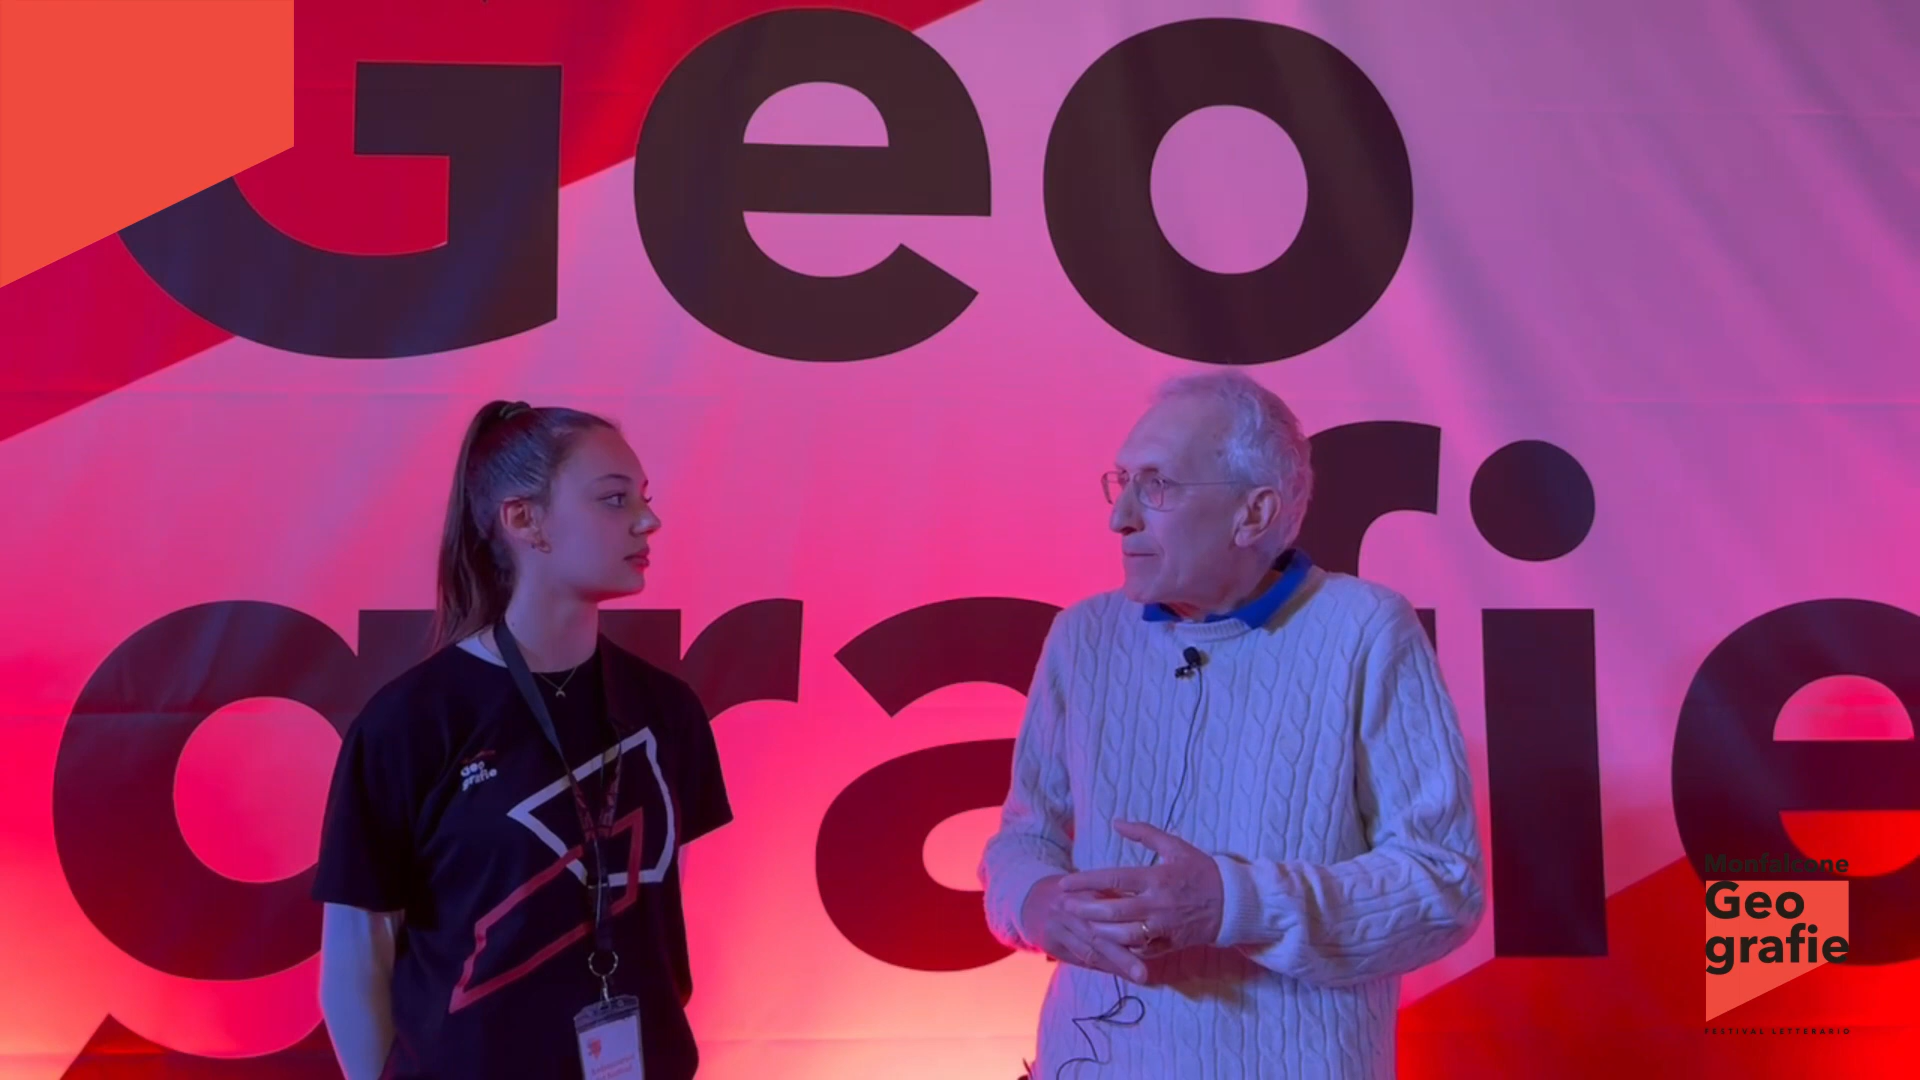 Geo
grafie
Geo
grafie
Monfalcone
Geo
grafie
FESTIVAL LETTERARIO